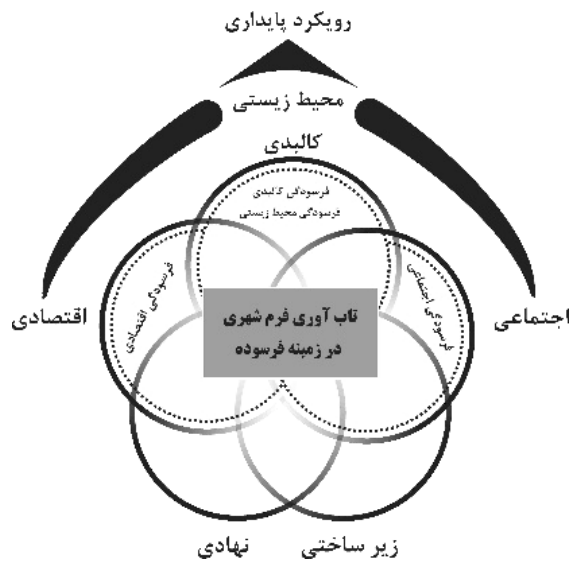 رویکرد پایداری
محیط زیستی
کالبدی
فرسودگی کالبدی
فرسودگی محیط زیستی
فرسودگی اجتماعی
فرسودگی اقتصادی
اجتماعی
تاب آوری فرم شهری
در زمینه فرسوده
اقتصادی
زیر ساختی
نهادی